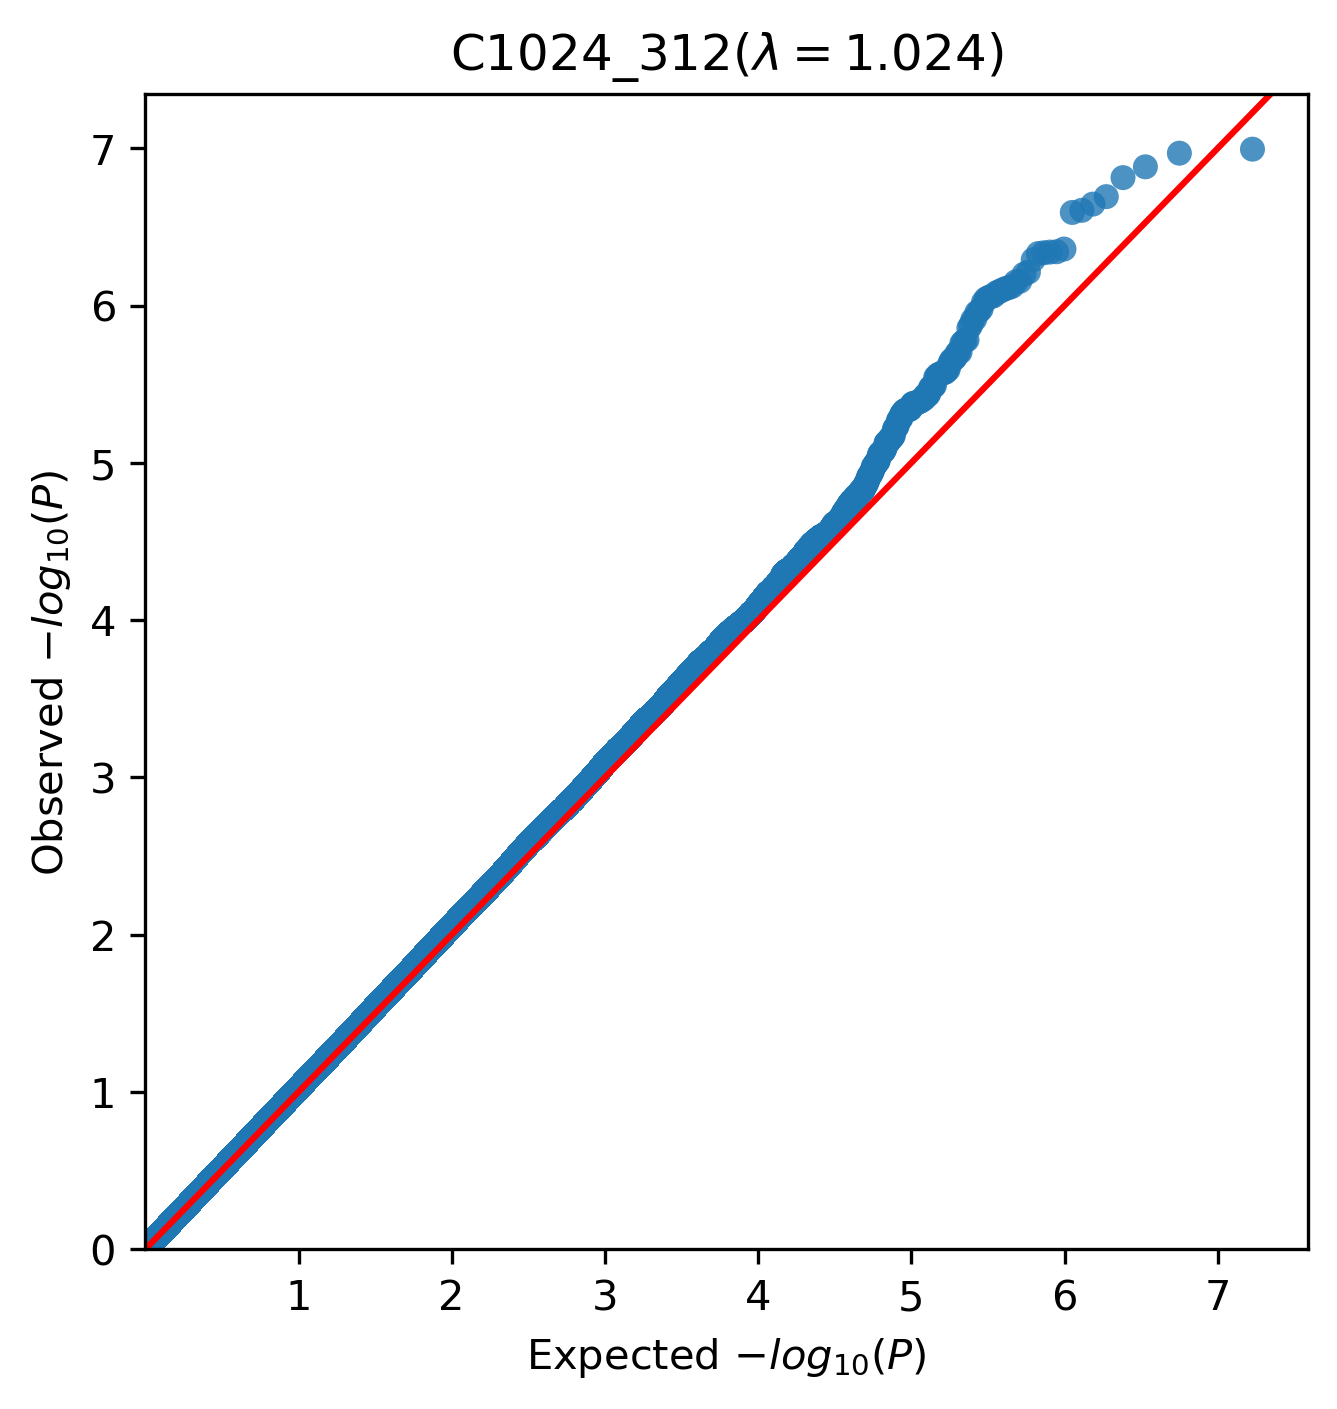 C1024_312(λ = 1.024)
7
6
5
4
3
2
1
0
Observed −log₁₀(P)
1 2 3 4 5 6 7
Expected −log₁₀(P)